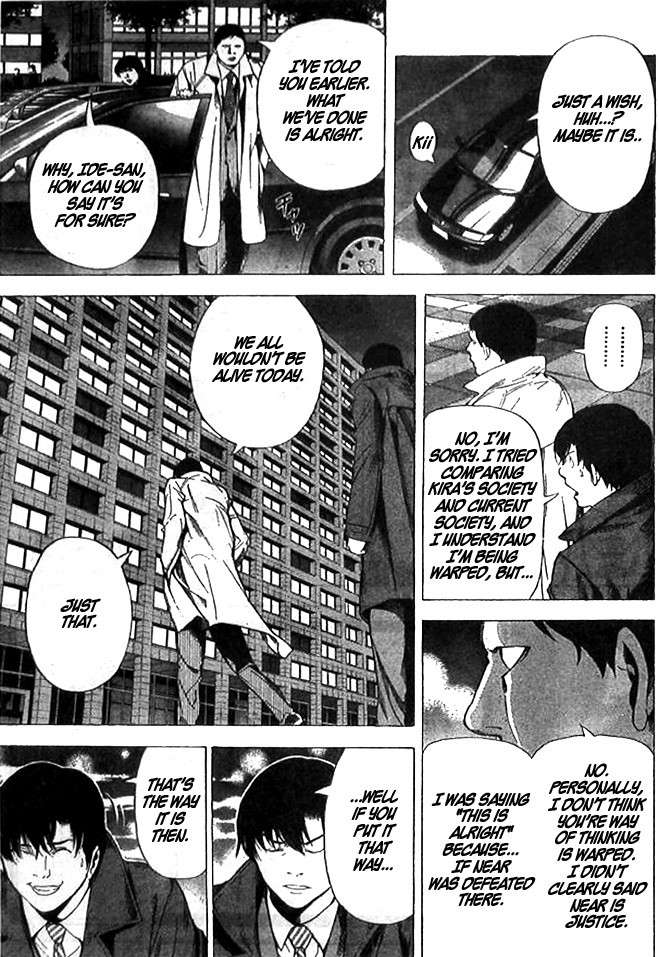 JUST A WISH,
HUH...?
MAYBE IT IS..
Kii
I'VE TOLD
YOU EARLIER.
WHAT
WE'VE DONE
IS ALRIGHT.
WHY, IDE-SAN,
HOW CAN YOU
SAY IT'S
FOR SURE?
NO, I'M
SORRY. I TRIED
COMPARING
KIRA'S SOCIETY
AND CURRENT
SOCIETY, AND
I UNDERSTAND
I'M BEING
WARPED, BUT...
WE ALL
WOULDN'T BE
ALIVE TODAY.
JUST
THAT.
NO.
PERSONALLY,
I DON'T THINK
YOU'RE WAY
OF THINKING
IS WARPED.
I DIDN'T
CLEARLY SAID
NEAR IS
JUSTICE.
I WAS SAYING
"THIS IS
ALRIGHT"
BECAUSE...
IF NEAR
WAS DEFEATED
THERE.
...WELL
IF YOU
PUT IT
THAT
WAY...
THAT'S
THE WAY
IT IS
THEN.